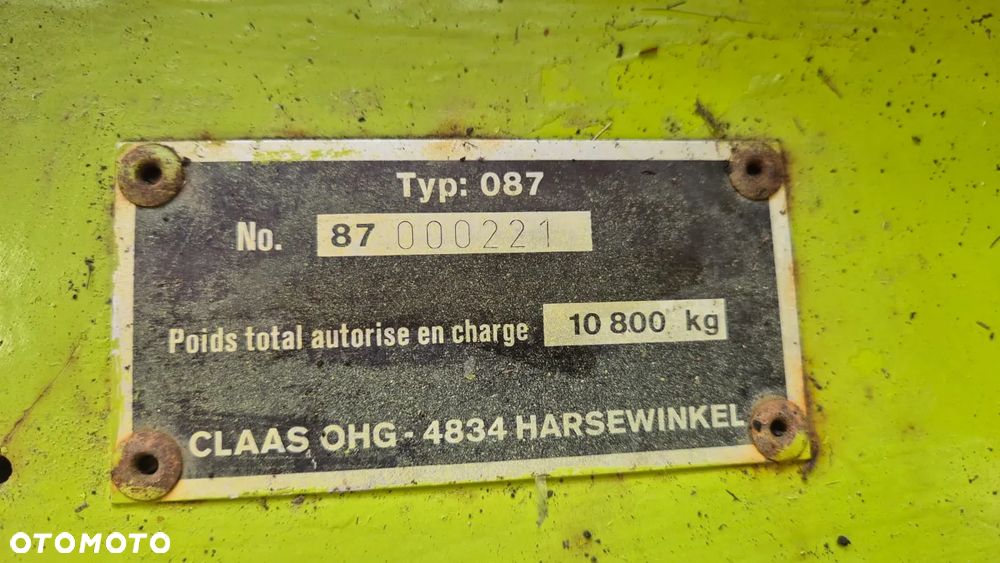 Typ: 087
No. 87 000221
Poids total autorise en charge 10 800 kg
CLAAS OHG - 4834 HARSEWINKEL
OTOMOTO